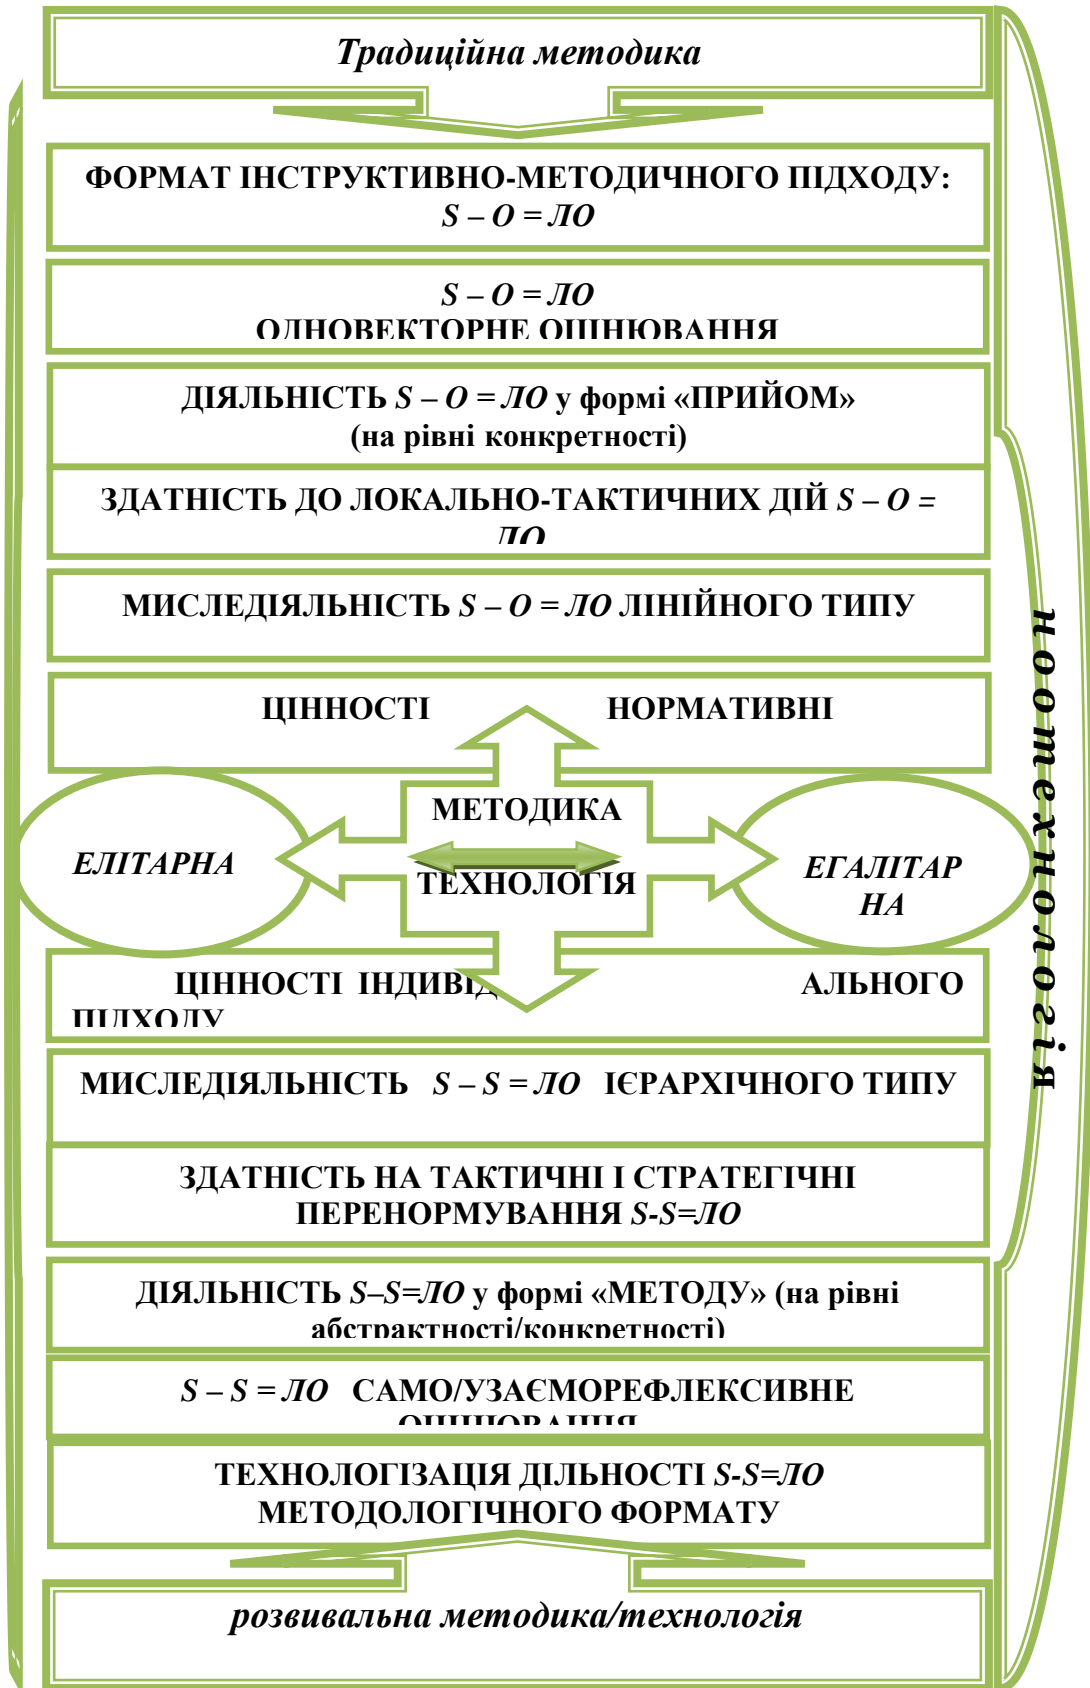 Традиційна методика
ФОРМАТ ІНСТРУКТИВНО-МЕТОДИЧНОГО ПІДХОДУ:
S – O = ЛО
S – O = ЛО
ОДНОВЕКТОРНЕ ОЦІНЮВАННЯ
ДІЯЛЬНІСТЬ S – O = ЛО у формі «ПРИЙОМ»
(на рівні конкретності)
ЗДАТНІСТЬ ДО ЛОКАЛЬНО-ТАКТИЧНИХ ДІЙ S – O =
ЛО
МИСЛЕДІЯЛЬНІСТЬ S – O = ЛО ЛІНІЙНОГО ТИПУ
ЦІННОСТІ НОРМАТИВНІ
МЕТОДИКА
ЕЛІТАРНА
ТЕХНОЛОГІЯ
ЕГАЛІТАР
НА
ЦІННОСТІ ІНДИВІД АЛЬНОГО
ПІДХОДУ
МИСЛЕДІЯЛЬНІСТЬ S – S = ЛО ІЄРАРХІЧНОГО ТИПУ
ЗДАТНІСТЬ НА ТАКТИЧНІ І СТРАТЕГІЧНІ
ПЕРЕНОРМУВАННЯ S-S=ЛО
ДІЯЛЬНІСТЬ S–S=ЛО у формі «МЕТОДУ» (на рівні
абстрактності/конкретності)
S – S = ЛО САМО/УЗАЄМОРЕФЛЕКСИВНЕ
ОЦІНЮВАННЯ
ТЕХНОЛОГІЗАЦІЯ ДІЛЬНОСТІ S-S=ЛО
МЕТОДОЛОГІЧНОГО ФОРМАТУ
розвивальна методика/технологія
ноотехнологія